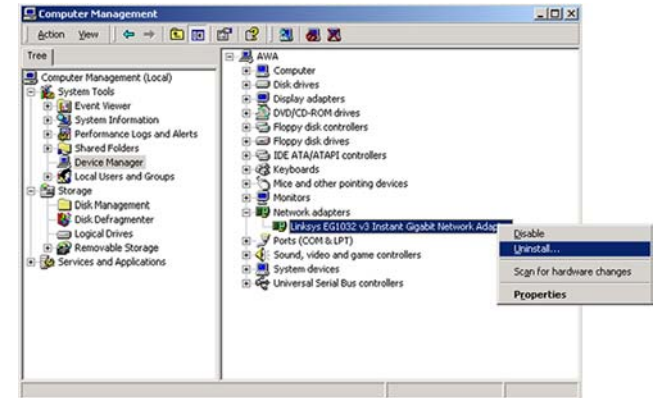 Computer Management
Action View
Tree
Computer Management (Local)
System Tools
Event Viewer
System Information
Performance Logs and Alerts
Shared Folders
Device Manager
Local Users and Groups
Storage
Disk Management
Disk Defragmenter
Logical Drives
Removable Storage
Services and Applications
AWA
Computer
Disk drives
Display adapters
DVD/CD-ROM drives
Floppy disk controllers
Floppy disk drives
IDE ATA/ATAPI controllers
Keyboards
Mice and other pointing devices
Monitors
Network adapters
Linksys EG1032 v3 Instant Gigabit Network Adap
Ports (COM & LPT)
Sound, video and game controllers
System devices
Universal Serial Bus controllers
Disable
Uninstall...
Scan for hardware changes
Properties